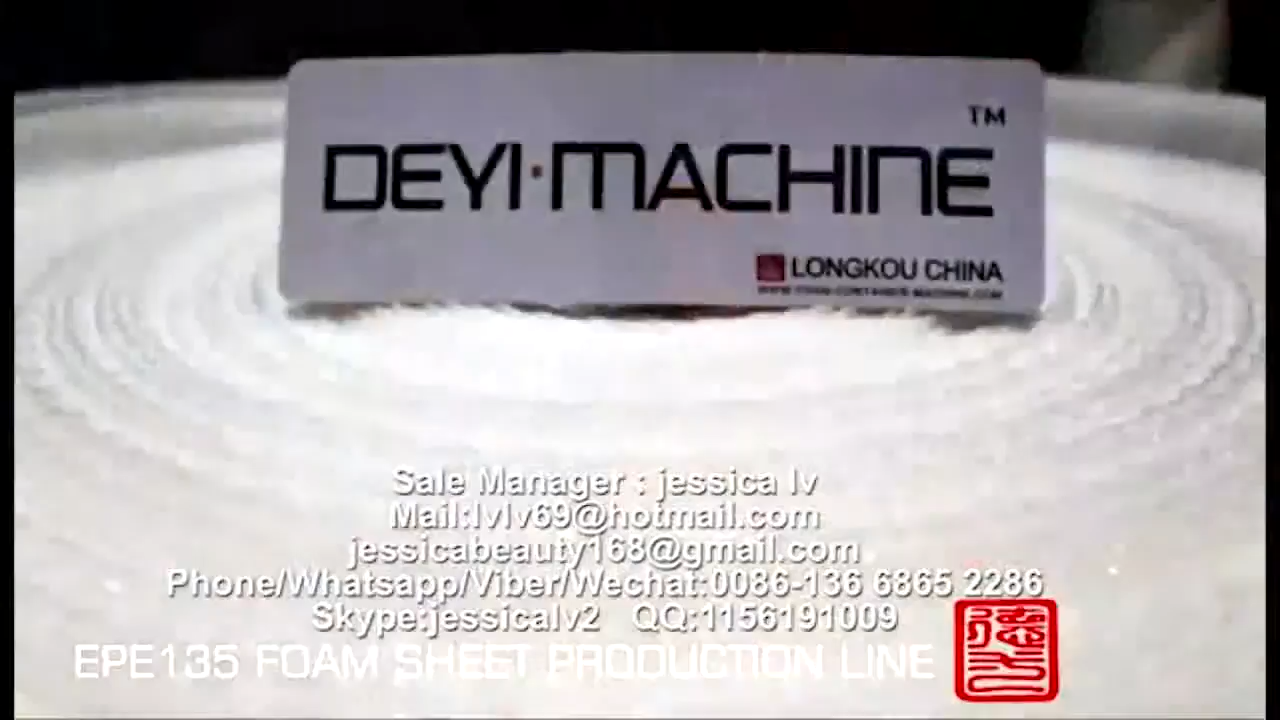 TM
DEYI·MACHINE
LONGKOU CHINA
Sale Manager : jessica lv
Mail:lvlv69@hotmail.com
jessicabeauty168@gmail.com
Phone/Whatsapp/Viber/Wechat:0086-136 6865 2286
Skype:jessicalv2 QQ:1156191009
EPE135 FOAM SHEET PRODUCTION LINE